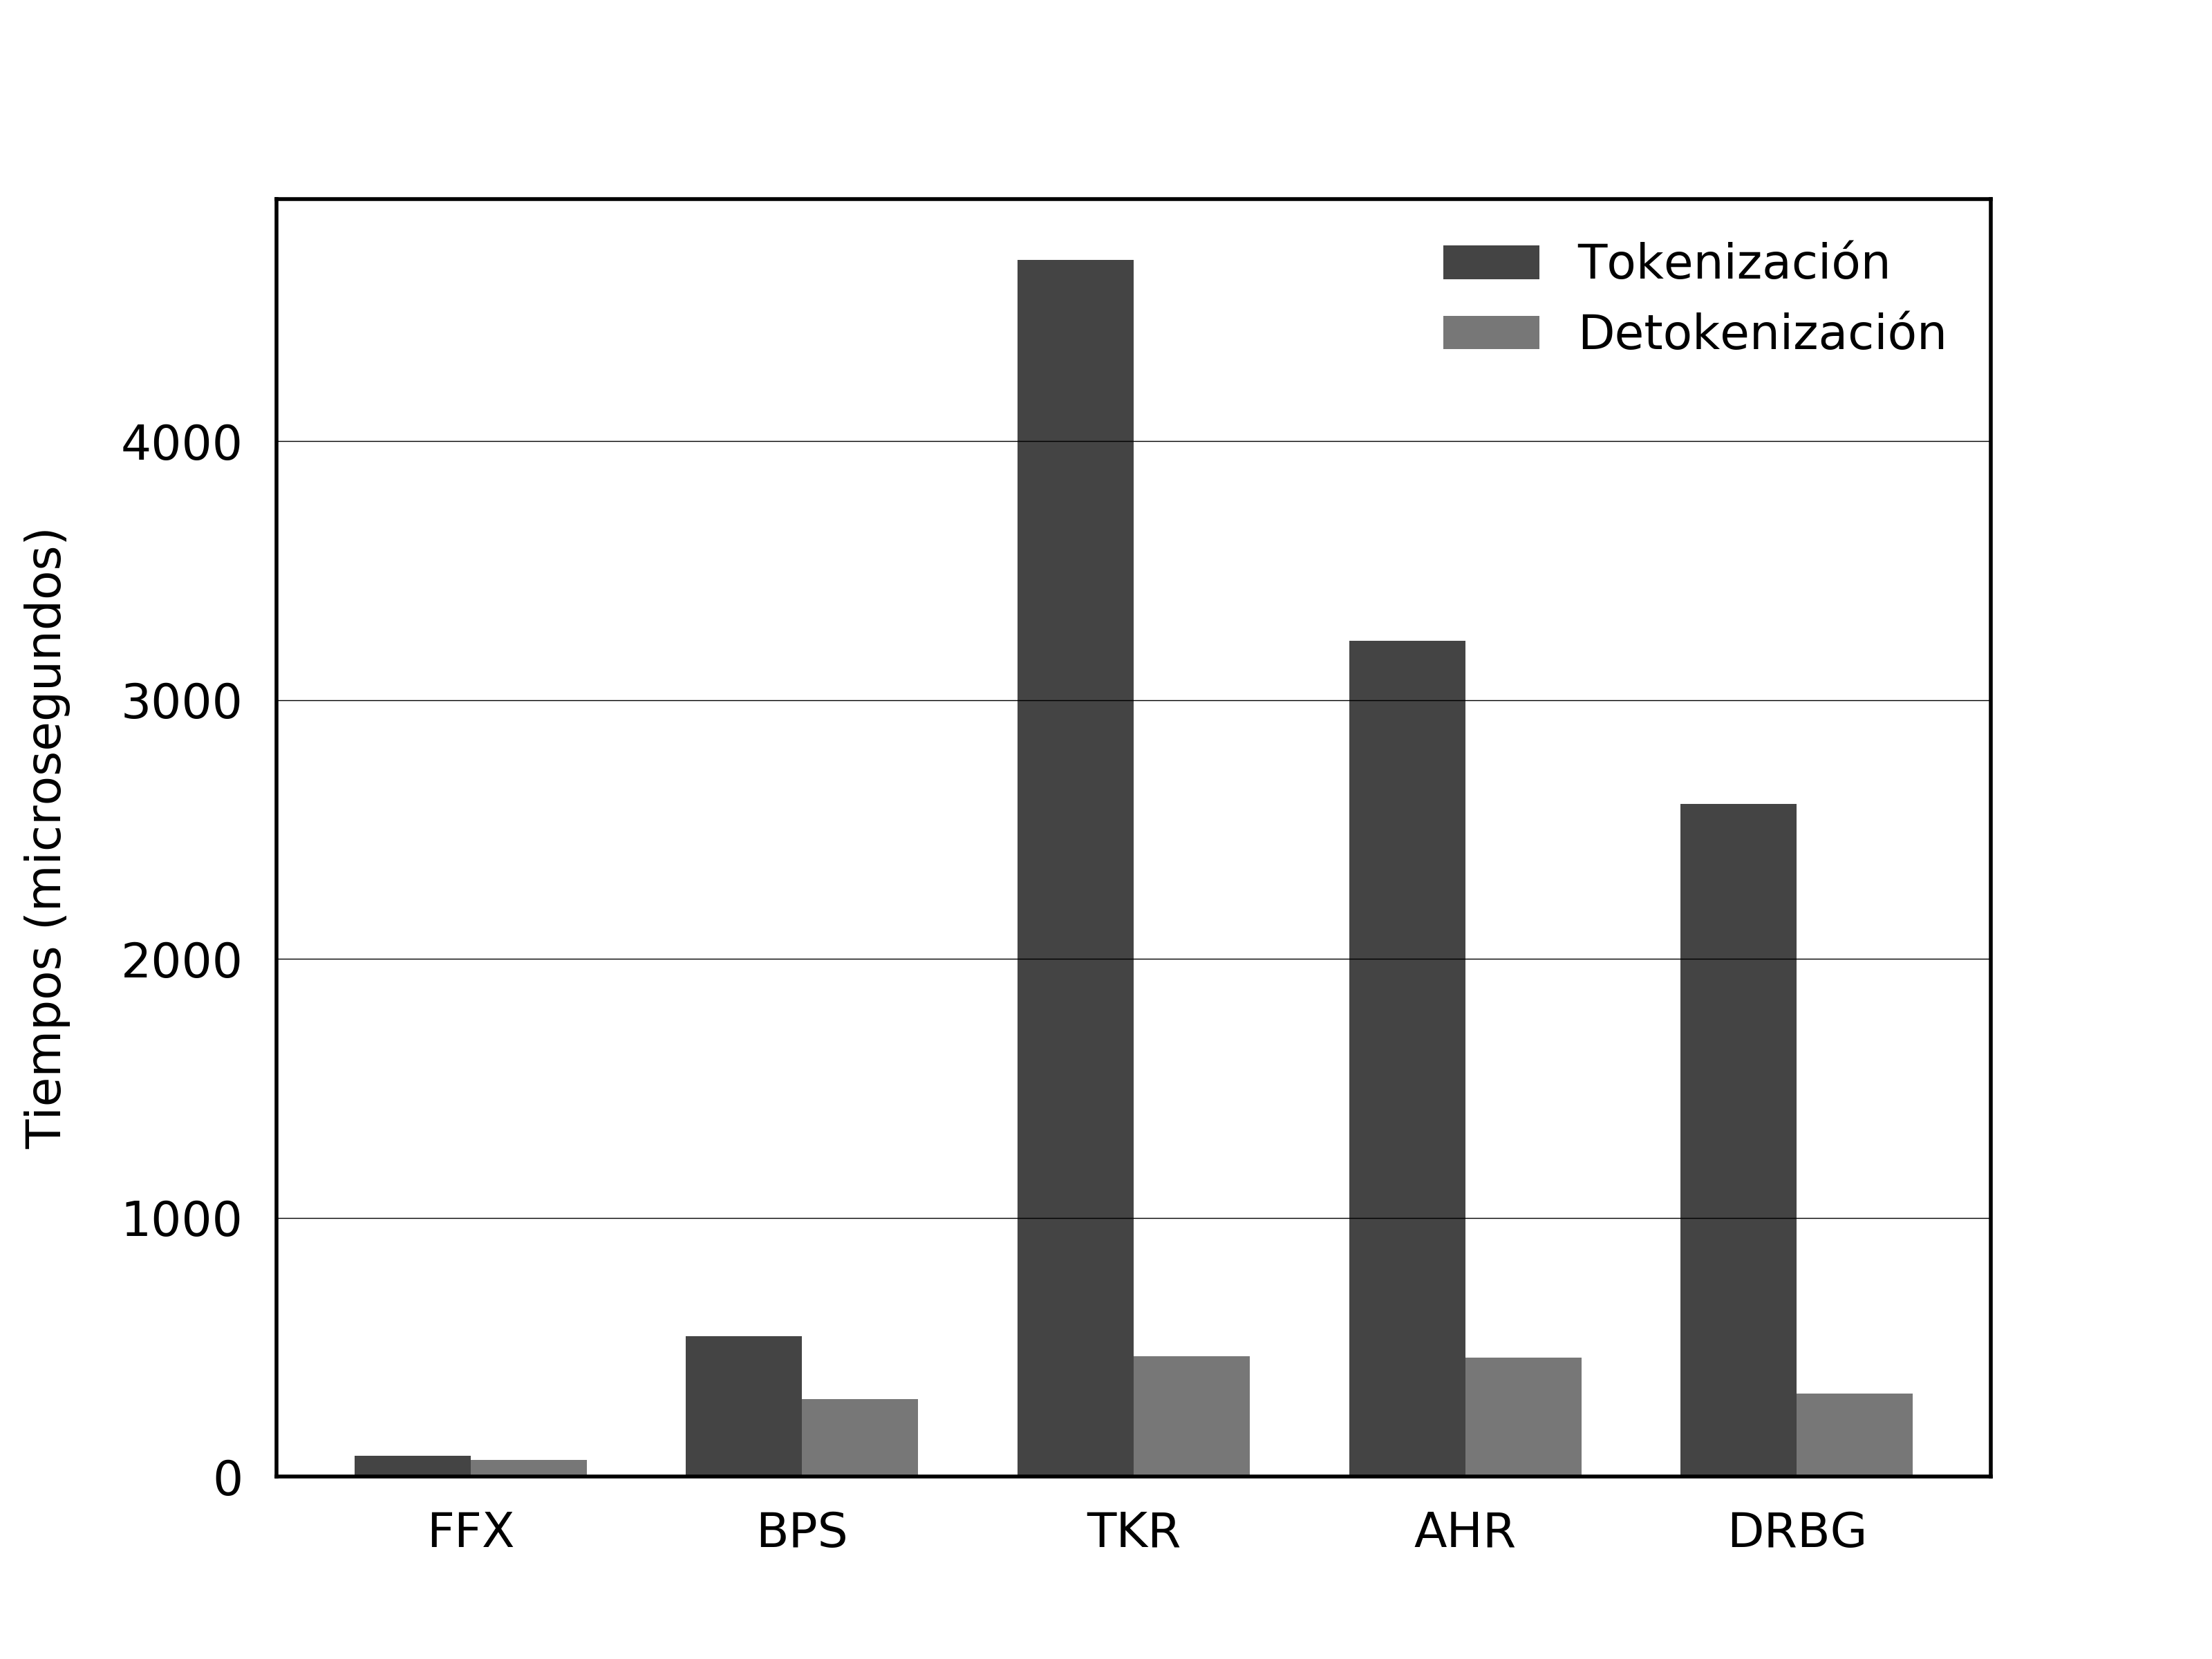 Tokenización
Detokenización
4000
3000
2000
1000
0
Tiempos (microsegundos)
FFX
BPS
TKR
AHR
DRBG